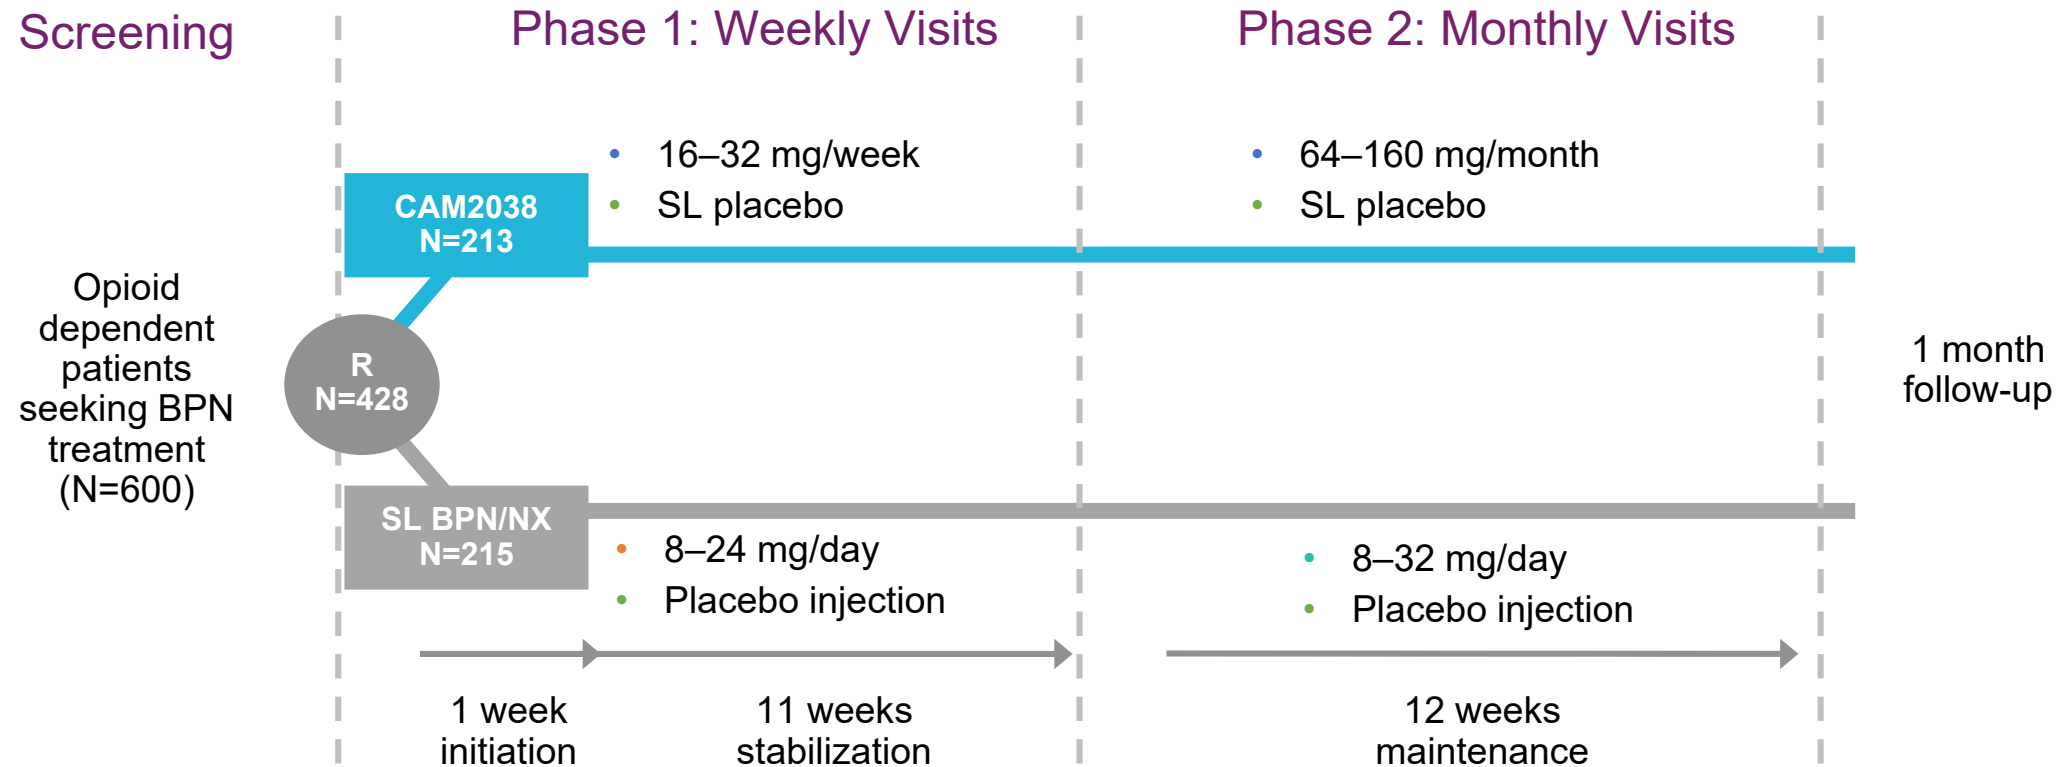 Screening
Phase 1: Weekly Visits
Phase 2: Monthly Visits
Opioid
dependent
patients
seeking BPN
treatment
(N=600)
R
N=428
CAM2038
N=213
• 16–32 mg/week
• SL placebo
• 64–160 mg/month
• SL placebo
SL BPN/NX
N=215
• 8–24 mg/day
• Placebo injection
• 8–32 mg/day
• Placebo injection
1 week
initiation
11 weeks
stabilization
12 weeks
maintenance
1 month
follow-up